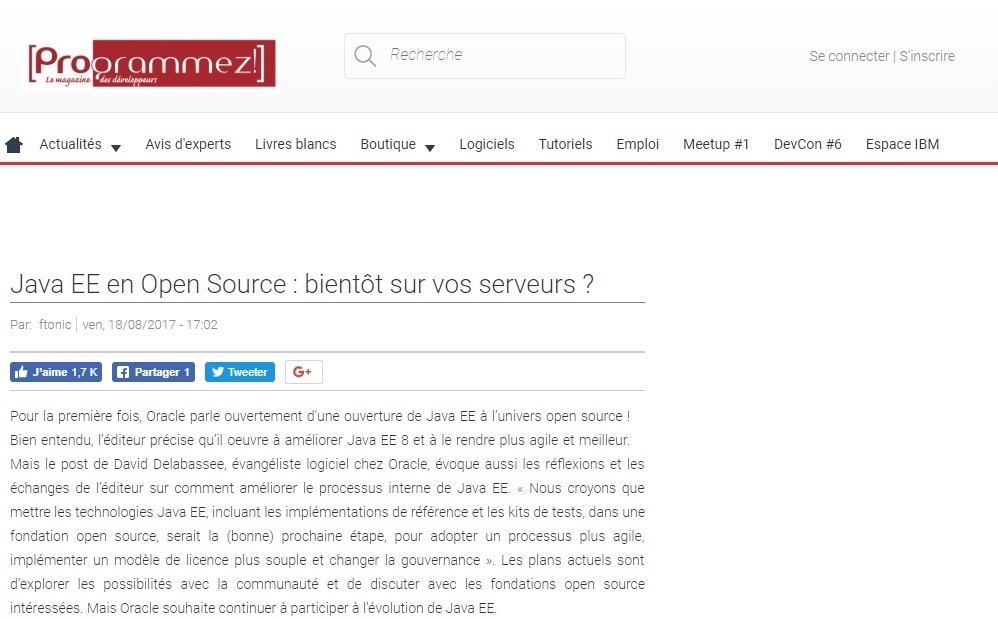 [Programmez!]
Le magazine des développeurs
Recherche
Se connecter | S'inscrire
Actualités Avis d'experts Livres blancs Boutique Logiciels Tutoriels Emploi Meetup #1 DevCon #6 Espace IBM
Java EE en Open Source : bientôt sur vos serveurs ?
Par: ftonic | ven, 18/08/2017 - 17:02
J'aime 1,7 K Partager 1 Tweeter G+
Pour la première fois, Oracle parle ouvertement d'une ouverture de Java EE à l'univers open source !
Bien entendu, l'éditeur précise qu'il oeuvre à améliorer Java EE 8 et à le rendre plus agile et meilleur.
Mais le post de David Delabassee, évangéliste logiciel chez Oracle, évoque aussi les réflexions et les
échanges de l'éditeur sur comment améliorer le processus interne de Java EE. « Nous croyons que
mettre les technologies Java EE, incluant les implémentations de référence et les kits de tests, dans une
fondation open source, serait la (bonne) prochaine étape, pour adopter un processus plus agile,
implémenter un modèle de licence plus souple et changer la gouvernance ». Les plans actuels sont
d'explorer les possibilités avec la communauté et de discuter avec les fondations open source
intéressées. Mais Oracle souhaite continuer à participer à l'évolution de Java EE.